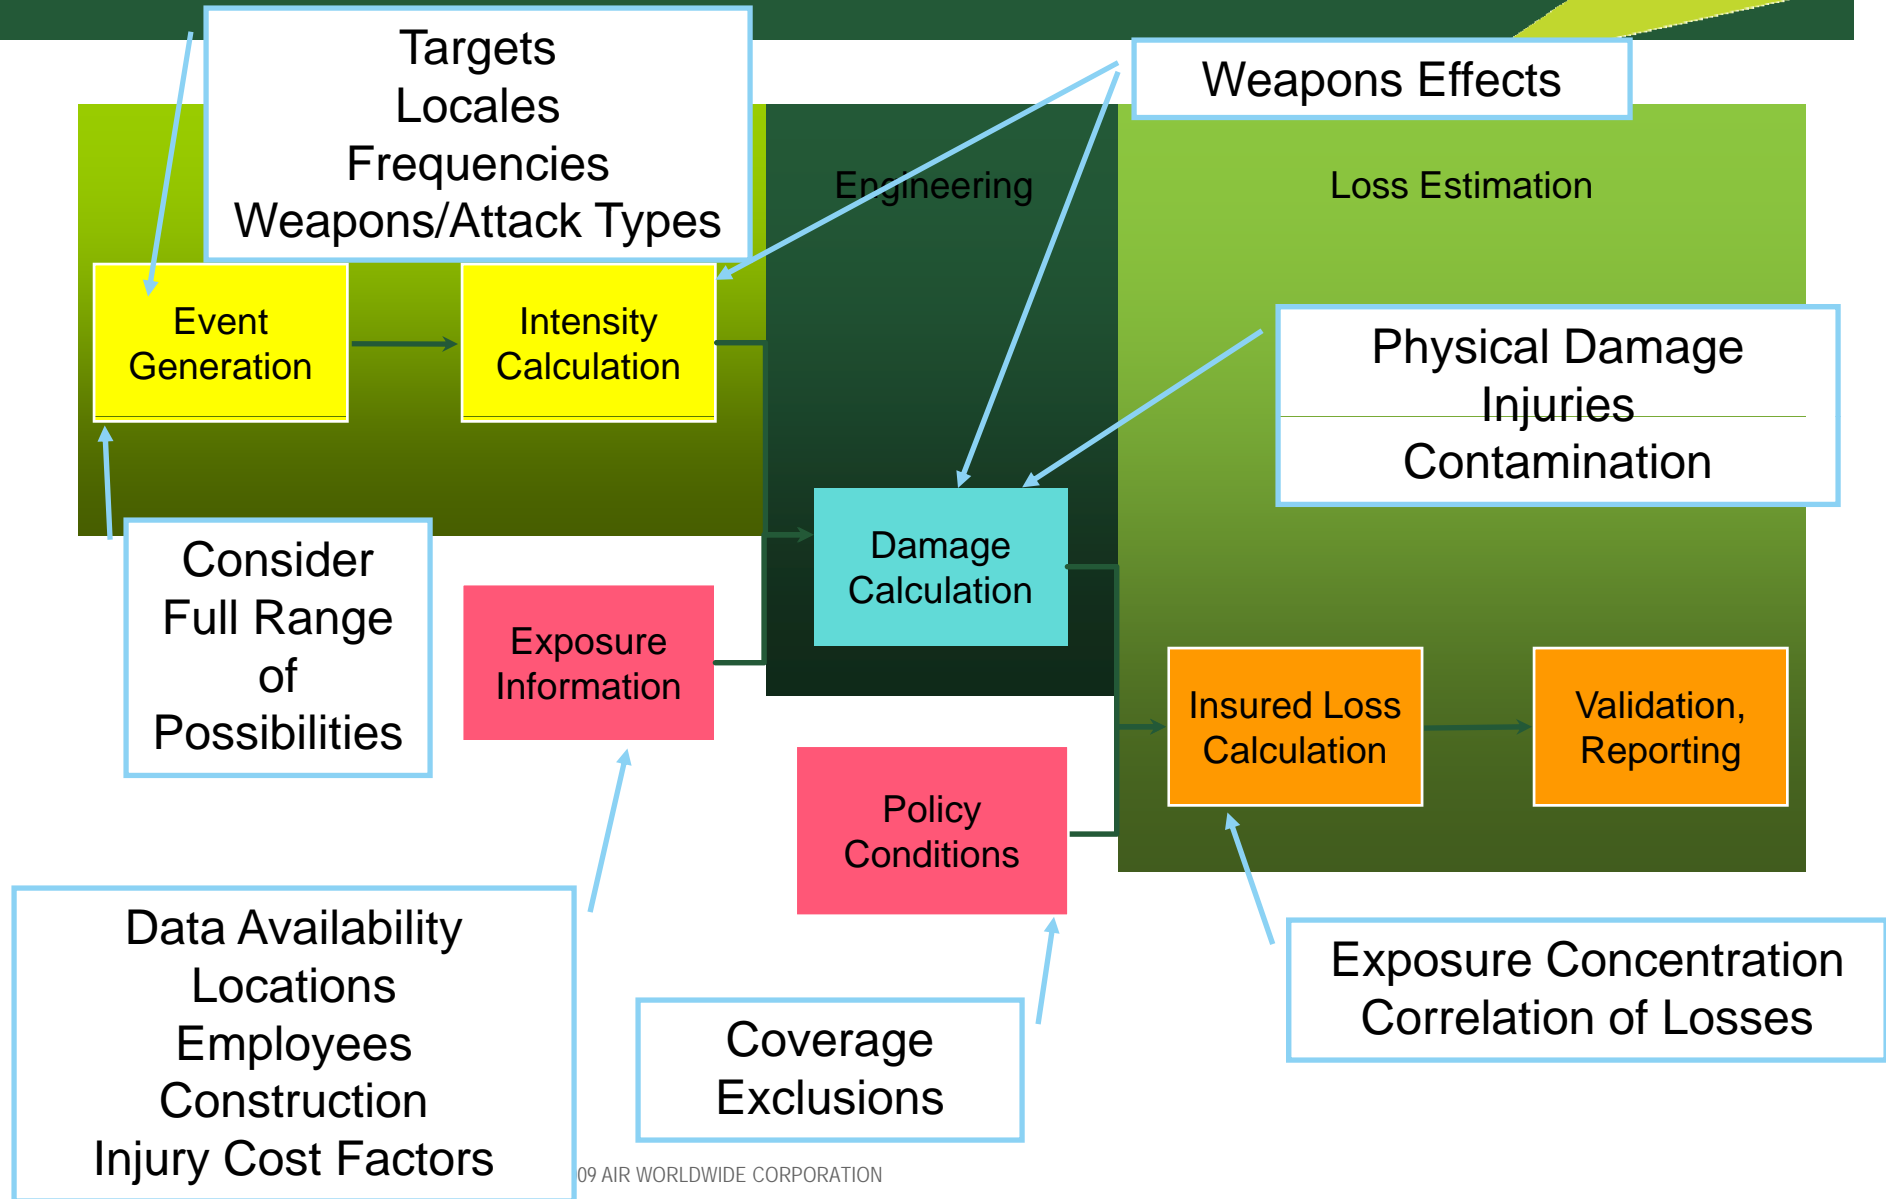 Targets
Locales
Frequencies
Weapons/Attack Types
Weapons Effects
Engineering
Loss Estimation
Event
Generation
Intensity
Calculation
Physical Damage
Injuries
Contamination
Consider
Full Range
of
Possibilities
Damage
Calculation
Exposure
Information
Insured Loss
Calculation
Validation,
Reporting
Policy
Conditions
Data Availability
Locations
Employees
Construction
Injury Cost Factors
Coverage
Exclusions
Exposure Concentration
Correlation of Losses
09 AIR WORLDWIDE CORPORATION